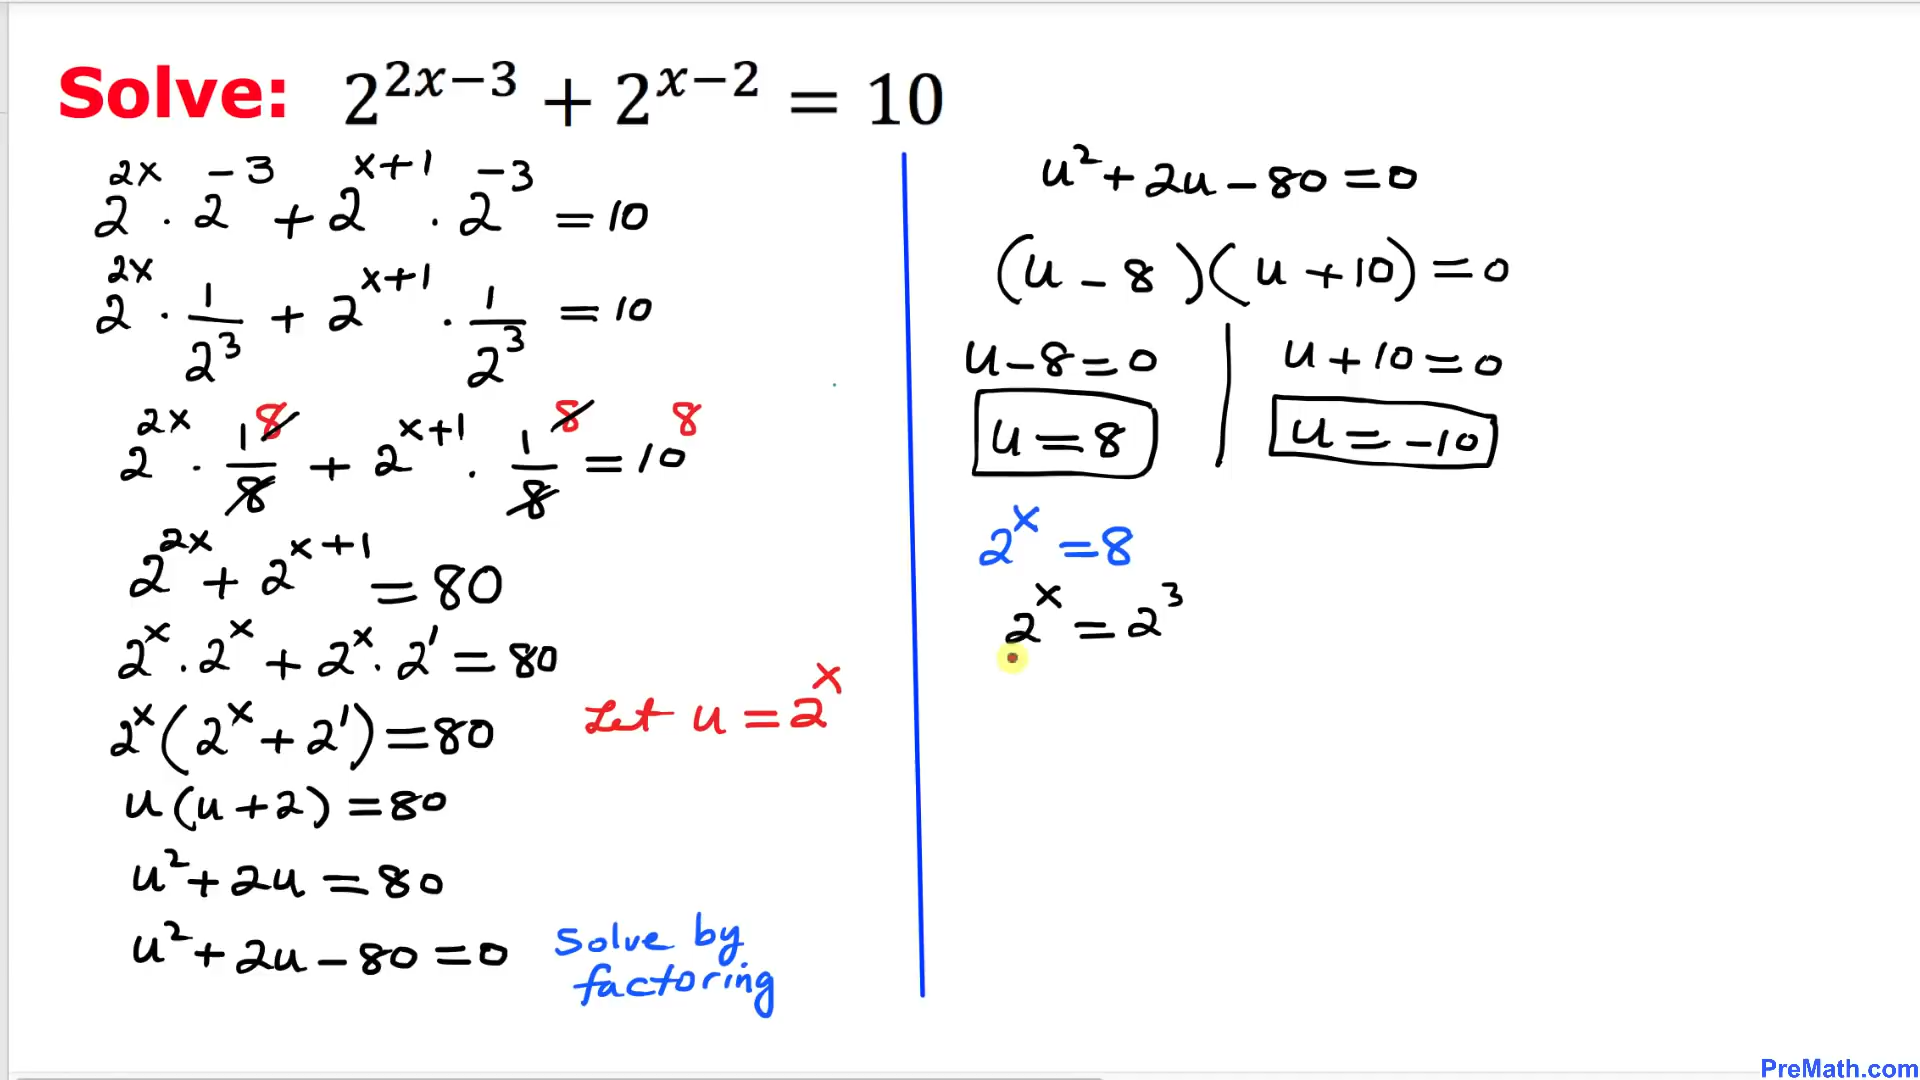 Solve: 2^{2x−3} + 2^{x−2} = 10
2^{2x} · 2^{-3} + 2^{x+1} · 2^{-3} = 10
2^{2x} · 1/2^3 + 2^{x+1} · 1/2^3 = 10
2^{2x} · 1/8 8 + 2^{x+1} · 1/8 8 = 10 8
2^{2x} + 2^{x+1} = 80
2^x · 2^x + 2^x · 2^1 = 80
2^x (2^x + 2^1) = 80
Let u = 2^x
u (u + 2) = 80
u^2 + 2u = 80
u^2 + 2u − 80 = 0
Solve by
factoring
u^2 + 2u − 80 = 0
(u − 8)(u + 10) = 0
u − 8 = 0
u = 8
u + 10 = 0
u = −10
2^x = 8
2^x = 2^3
PreMath.com